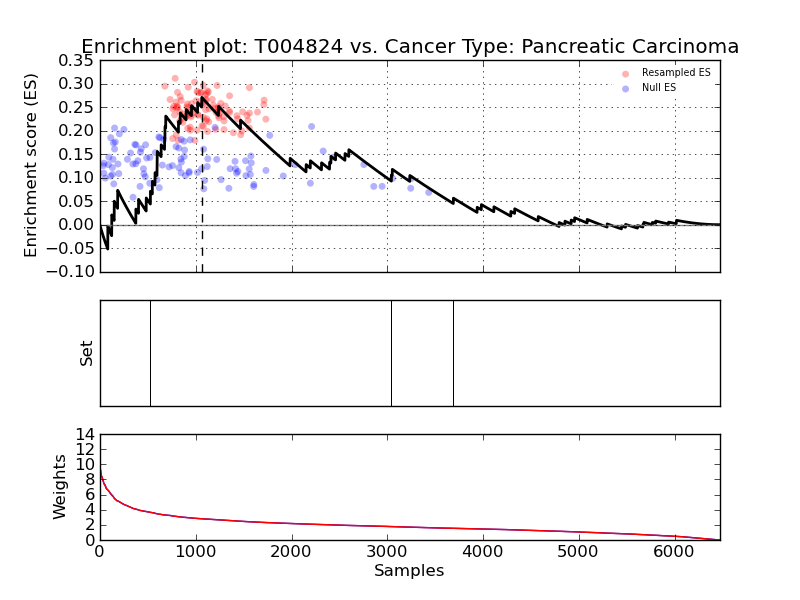 Enrichment plot: T004824 vs. Cancer Type: Pancreatic Carcinoma
Enrichment score (ES)
0.35
0.30
0.25
0.20
0.15
0.10
0.05
0.00
−0.05
−0.10
Resampled ES
Null ES
Set
Weights
14
12
10
8
6
4
2
0
0 1000 2000 3000 4000 5000 6000
Samples